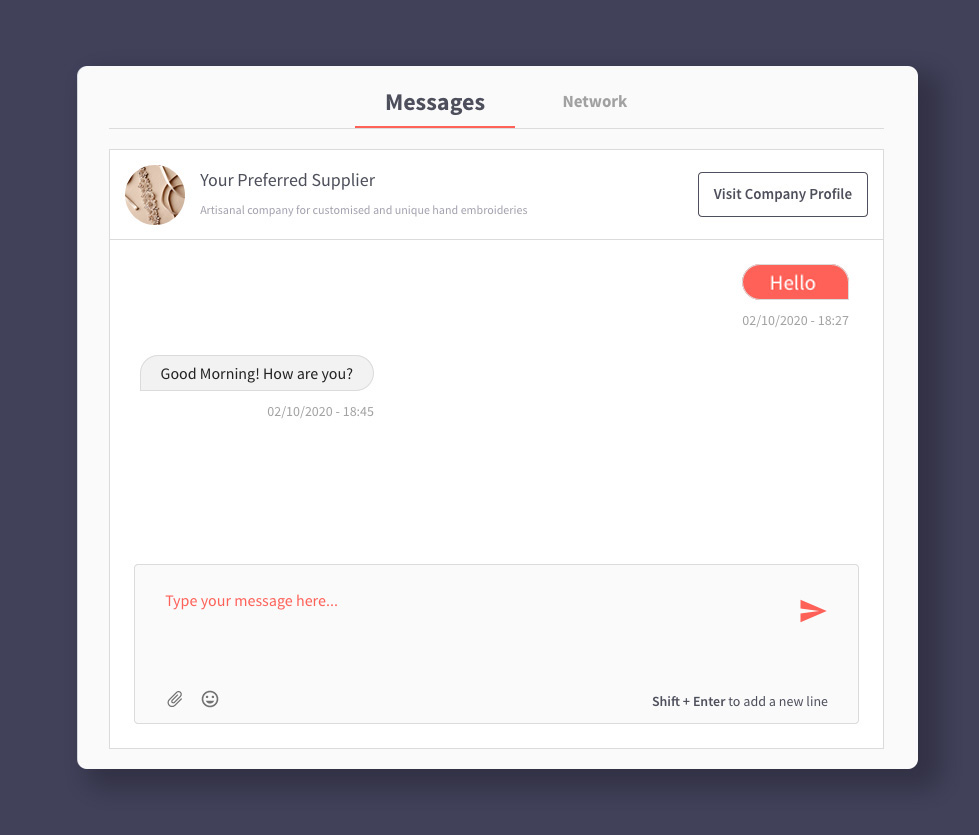 Messages
Network
Your Preferred Supplier
Artisanal company for customised and unique hand embroideries
Visit Company Profile
Hello
02/10/2020 - 18:27
Good Morning! How are you?
02/10/2020 - 18:45
Type your message here...
Shift + Enter to add a new line